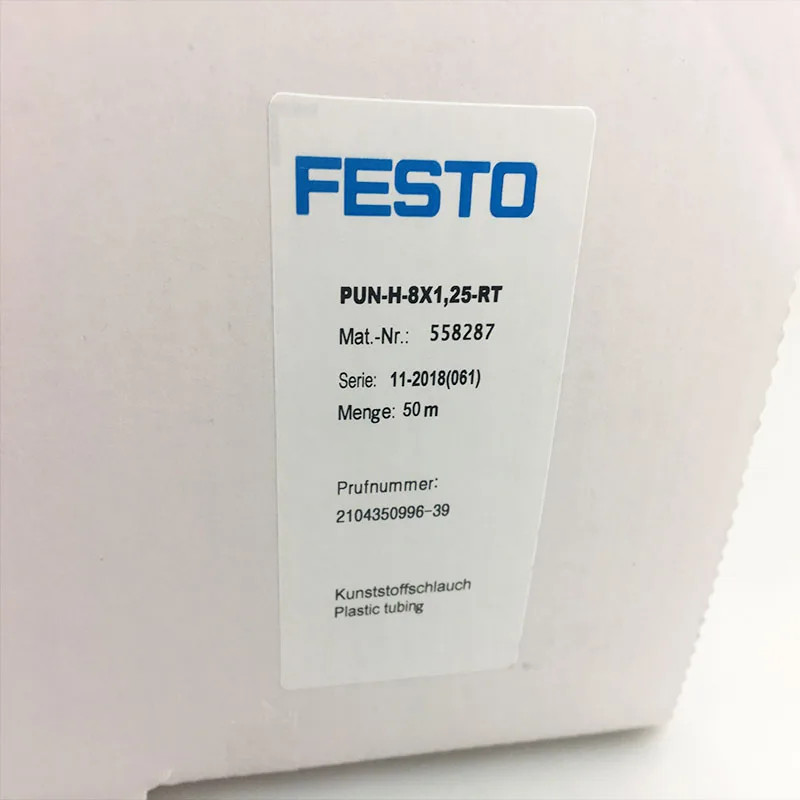 FESTO
PUN-H-8X1,25-RT
Mat.-Nr.: 558287
Serie: 11-2018(061)
Menge: 50 m
Prufnummer:
2104350996-39
Kunststoffschlauch
Plastic tubing